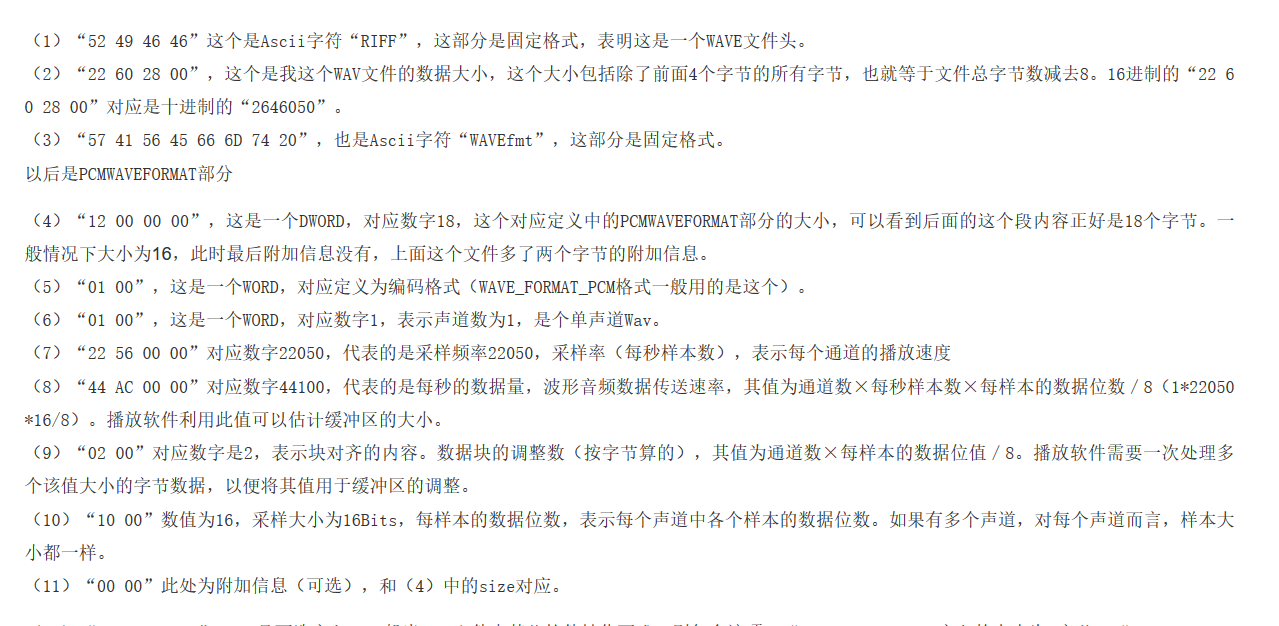 （1）“52 49 46 46”这个是Ascii字符“RIFF”，这部分是固定格式，表明这是一个WAVE文件头。
（2）“22 60 28 00”，这个是我这个WAV文件的数据大小，这个大小包括除了前面4个字节的所有字节，也就等于文件总字节数减去8。16进制的“22 6
0 28 00”对应是十进制的“2646050”。
（3）“57 41 56 45 66 6D 74 20”，也是Ascii字符“WAVEfmt”，这部分是固定格式。
以后是PCMWAVEFORMAT部分
（4）“12 00 00 00”，这是一个DWORD，对应数字18，这个对应定义中的PCMWAVEFORMAT部分的大小，可以看到后面的这个段内容正好是18个字节。一
般情况下大小为16，此时最后附加信息没有，上面这个文件多了两个字节的附加信息。
（5）“01 00”，这是一个WORD，对应定义为编码格式（WAVE_FORMAT_PCM格式一般用的是这个）。
（6）“01 00”，这是一个WORD，对应数字1，表示声道数为1，是个单声道Wav。
（7）“22 56 00 00”对应数字22050，代表的是采样频率22050，采样率（每秒样本数），表示每个通道的播放速度
（8）“44 AC 00 00”对应数字44100，代表的是每秒的数据量，波形音频数据传送速率，其值为通道数×每秒样本数×每样本的数据位数／8（1*22050
*16/8）。播放软件利用此值可以估计缓冲区的大小。
（9）“02 00”对应数字是2，表示块对齐的内容。数据块的调整数（按字节算的），其值为通道数×每样本的数据位值／8。播放软件需要一次处理多
个该值大小的字节数据，以便将其值用于缓冲区的调整。
（10）“10 00”数值为16，采样大小为16Bits，每样本的数据位数，表示每个声道中各个样本的数据位数。如果有多个声道，对每个声道而言，样本大
小都一样。
（11）“00 00”此处为附加信息（可选），和（4）中的size对应。